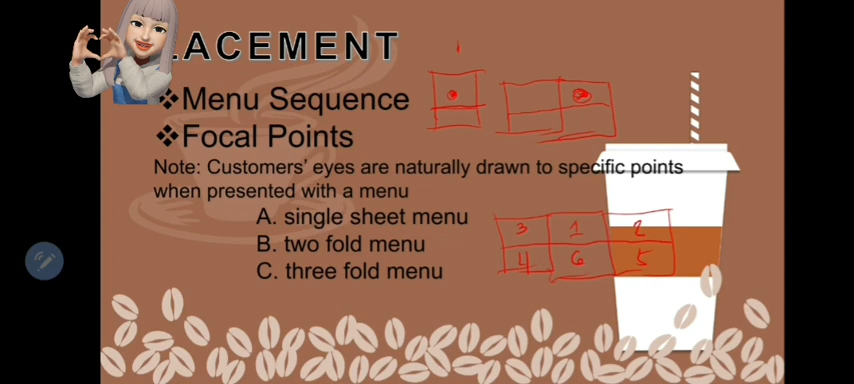 LACEMENT
❖Menu Sequence
❖Focal Points
Note: Customers' eyes are naturally drawn to specific points
when presented with a menu
A. single sheet menu
B. two fold menu
C. three fold menu
3 1 2
4 6 5